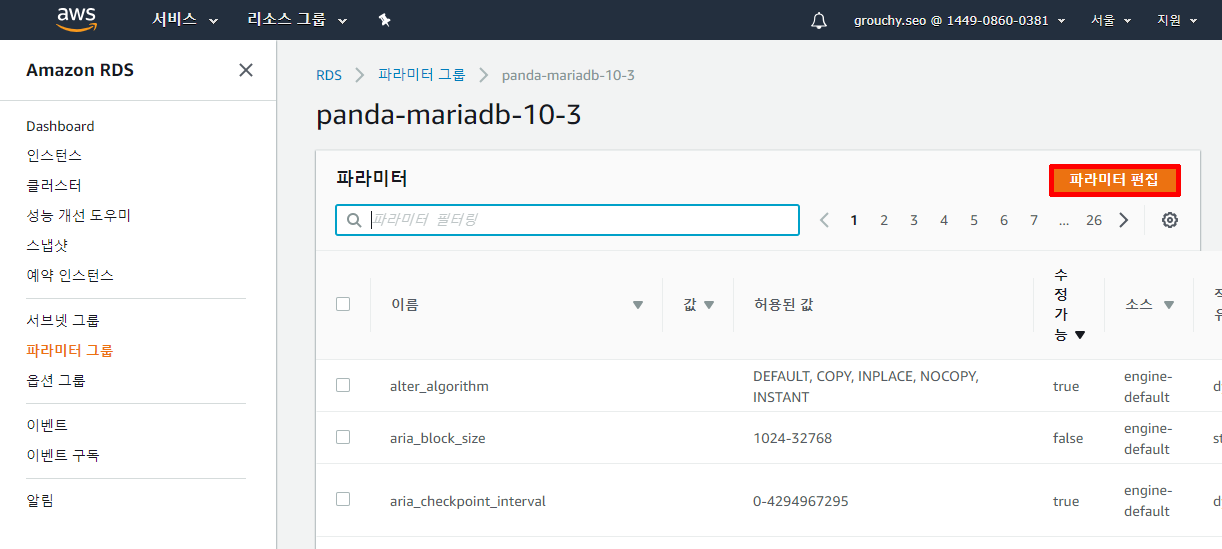 aws 서비스 리소스 그룹 grouchy.seo @ 1449-0860-0381 서울 지원
Amazon RDS
Dashboard
인스턴스
클러스터
성능 개선 도우미
스냅샷
예약 인스턴스
서브넷 그룹
파라미터 그룹
옵션 그룹
이벤트
이벤트 구독
알림
RDS 파라미터 그룹 panda-mariadb-10-3
panda-mariadb-10-3
파라미터 파라미터 편집
파라미터 필터링 1 2 3 4 5 6 7 ... 26
이름 값 허용된 값 수정가능 소스
alter_algorithm DEFAULT, COPY, INPLACE, NOCOPY, INSTANT true engine-default
aria_block_size 1024-32768 false engine-default
aria_checkpoint_interval 0-4294967295 true engine-default